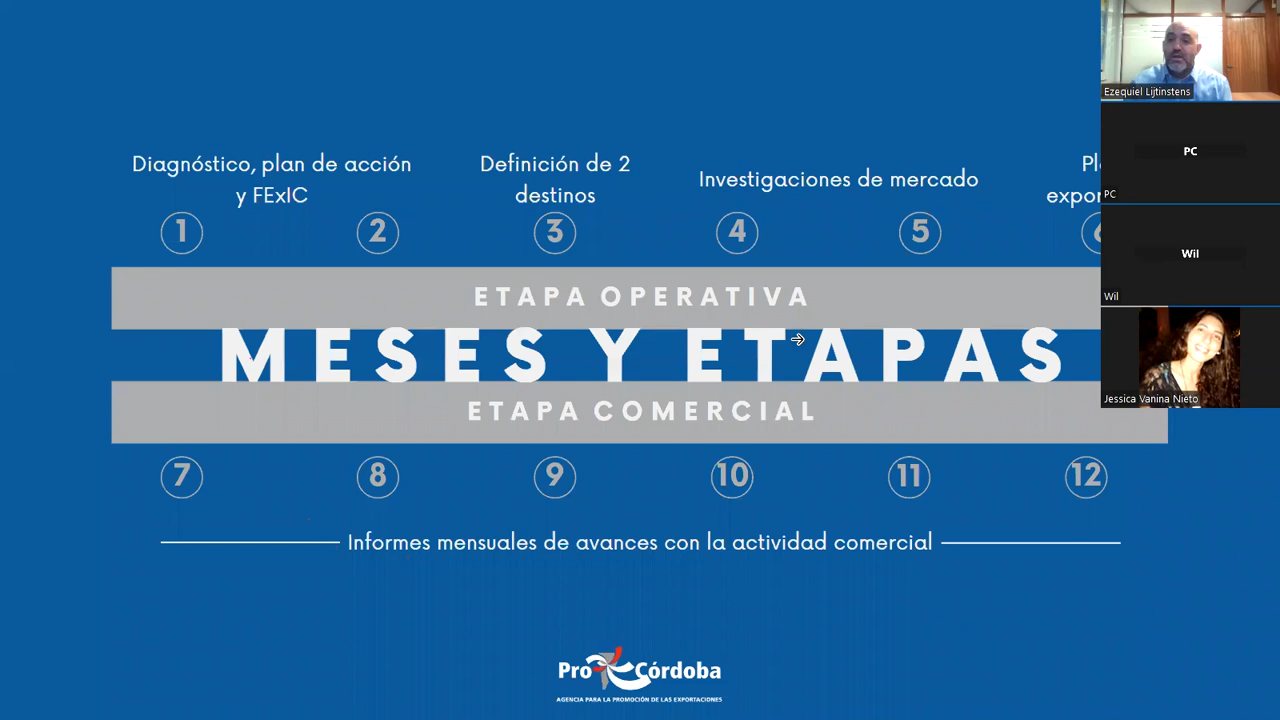 Diagnóstico, plan de acción
y FExIC
Definición de 2
destinos
Investigaciones de mercado
1
2
3
4
5
ETAPA OPERATIVA
MESES Y ETAPAS
ETAPA COMERCIAL
7
8
9
10
11
12
Informes mensuales de avances con la actividad comercial
Pro Córdoba
AGENCIA PARA LA PROMOCIÓN DE LAS EXPORTACIONES
Ezequiel Lijtinstens
PC
PC
Wil
Wil
Jessica Vanina Nieto